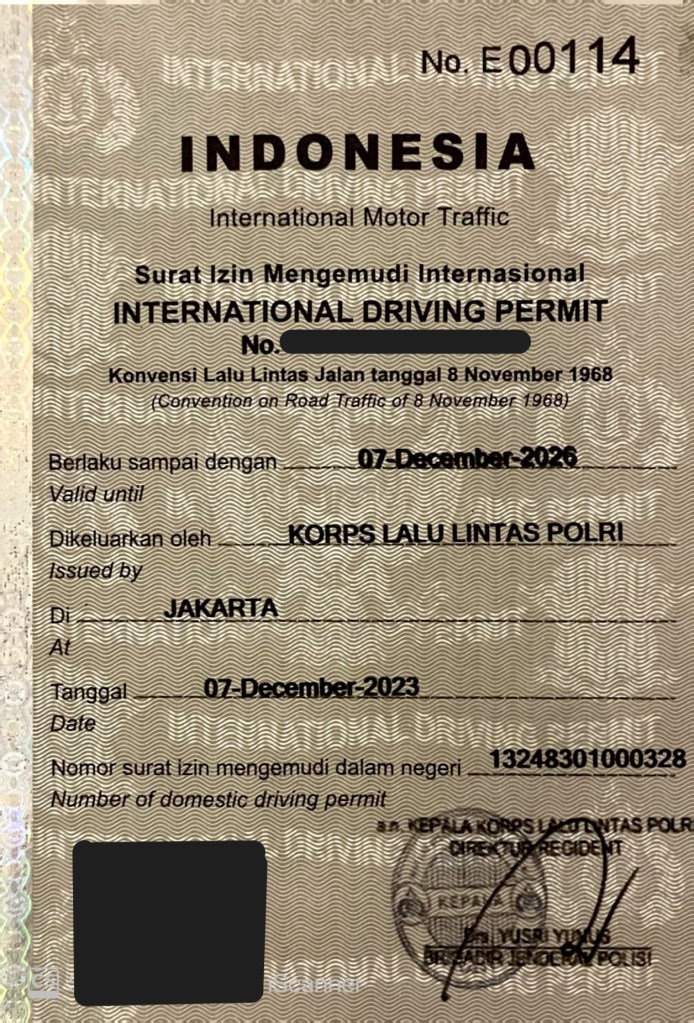 No. E00114
INDONESIA
International Motor Traffic
Surat Izin Mengemudi Internasional
INTERNATIONAL DRIVING PERMIT
No.
Konvensi Lalu Lintas Jalan tanggal 8 November 1968
(Convention on Road Traffic of 8 November 1968)
Berlaku sampai dengan 07-December-2026
Valid until
Dikeluarkan oleh KORPS LALU LINTAS POLRI
Issued by
Di JAKARTA
At
Tanggal 07-December-2023
Date
Nomor surat izin mengemudi dalam negeri 13248301000328
Number of domestic driving permit
a.n. KEPALA KORPS LALU LINTAS POLRI
DIREKTUR REGIDENT
KEPALA
Drs. YUSRI YUNUS
BRIGADIR JENDERAL POLISI